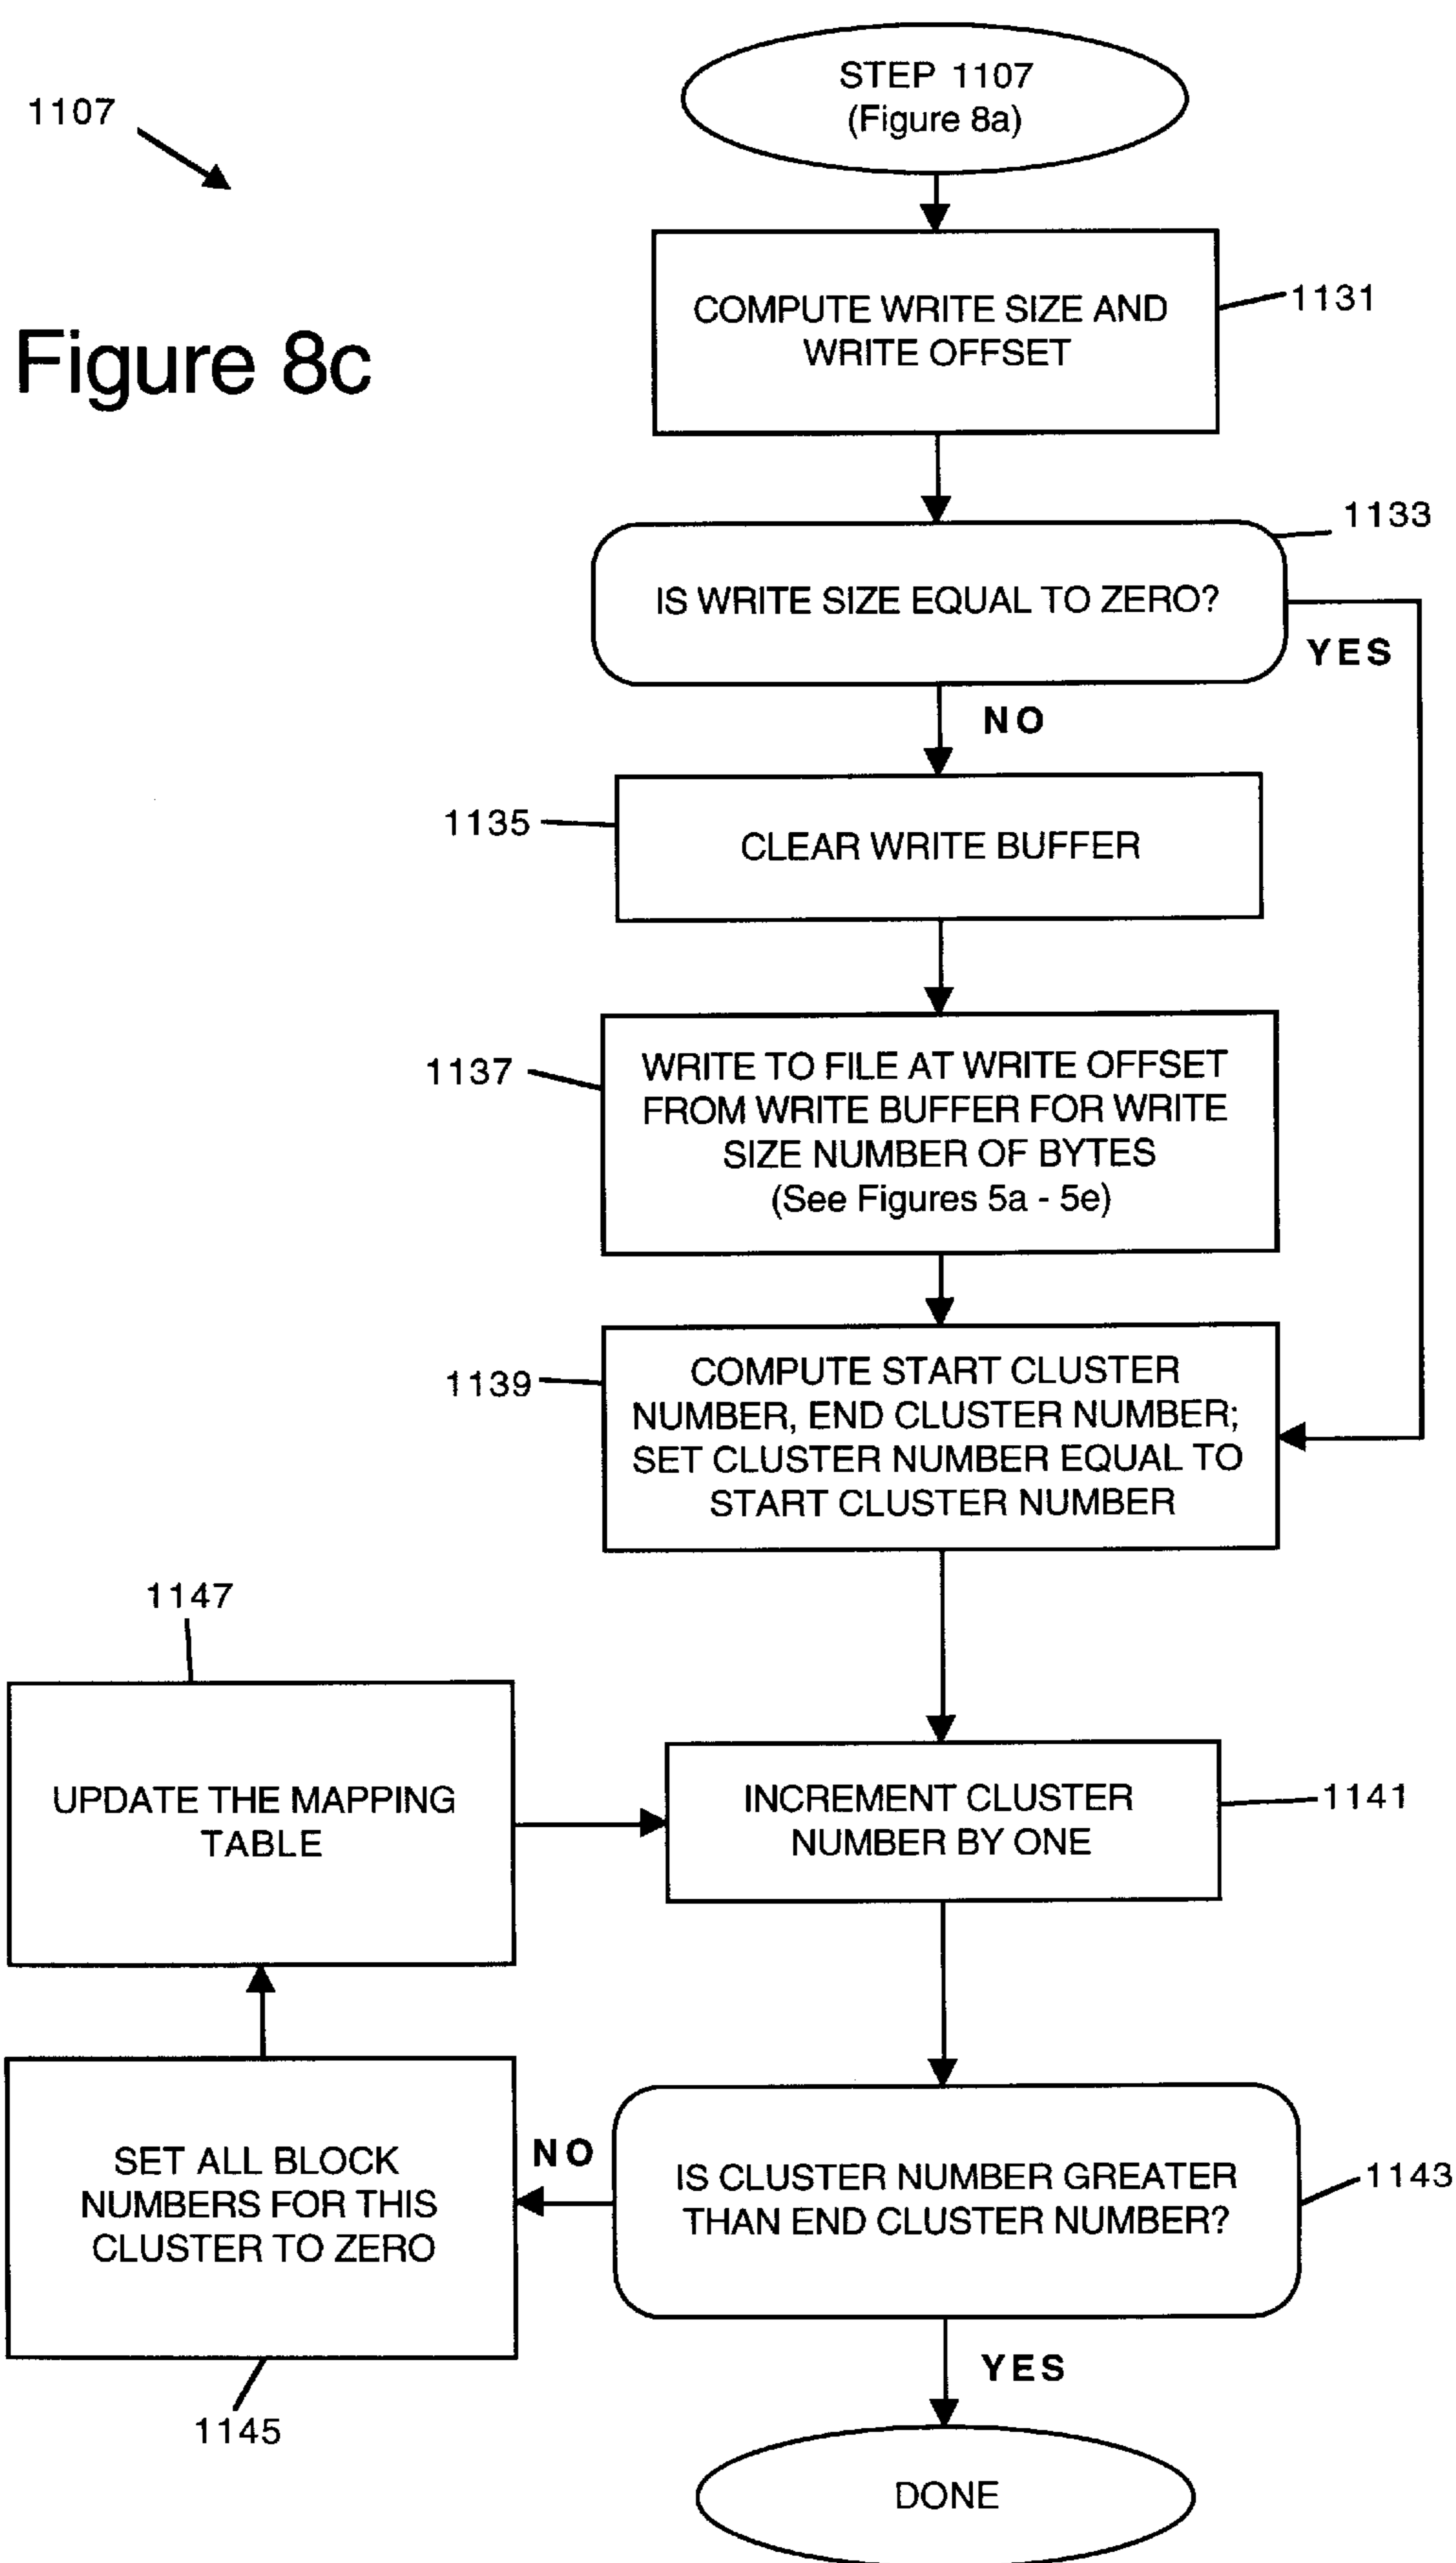 STEP 1107
(Figure 8a)
1107
COMPUTE WRITE SIZE AND
WRITE OFFSET
1131
Figure 8c
1133
IS WRITE SIZE EQUAL TO ZERO?
YES
NO
1135
CLEAR WRITE BUFFER
1137
WRITE TO FILE AT WRITE OFFSET
FROM WRITE BUFFER FOR WRITE
SIZE NUMBER OF BYTES
(See Figures 5a - 5e)
1139
COMPUTE START CLUSTER
NUMBER, END CLUSTER NUMBER;
SET CLUSTER NUMBER EQUAL TO
START CLUSTER NUMBER
1147
UPDATE THE MAPPING
TABLE
INCREMENT CLUSTER
NUMBER BY ONE
1141
SET ALL BLOCK
NUMBERS FOR THIS
CLUSTER TO ZERO
NO
IS CLUSTER NUMBER GREATER
THAN END CLUSTER NUMBER?
1143
1145
YES
DONE